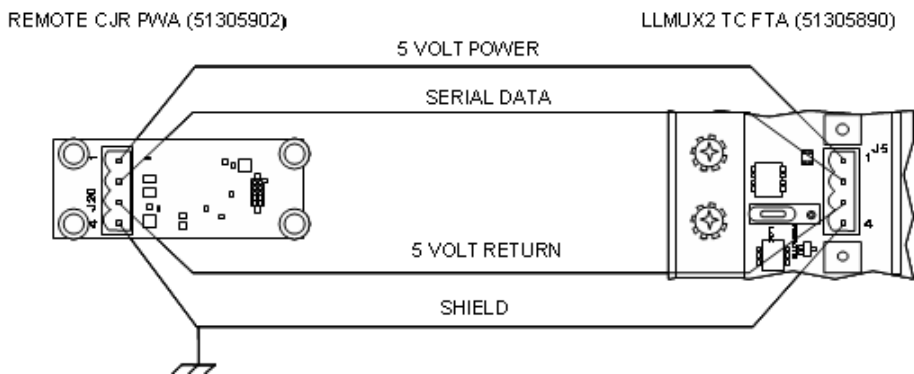 REMOTE CJR PWA (51305902)
LLMUX2 TC FTA (51305890)
5 VOLT POWER
SERIAL DATA
1
J20
4
J5
1
4
5 VOLT RETURN
SHIELD